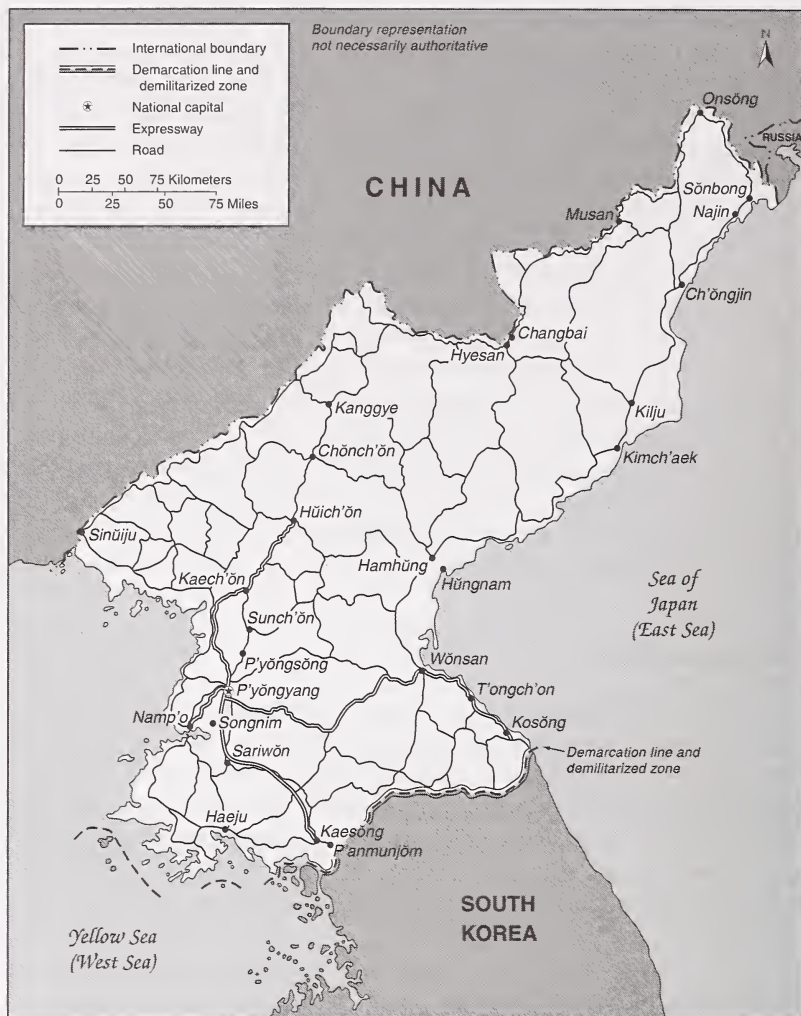 International boundary
Demarcation line and
demilitarized zone
National capital
Expressway
Road
0 25 50 75 Kilometers
0 25 50 75 Miles
Boundary representation
not necessarily authoritative
N
CHINA
RUSSIA
Onsŏng
Sŏnbong
Najin
Musan
Ch'ŏngjin
Changbai
Hyesan
Kanggye
Kilju
Chŏnch'ŏn
Kimch'aek
Hŭich'ŏn
Sinŭiju
Hamhŭng
Hŭngnam
Kaech'ŏn
Sea of
Japan
(East Sea)
Sunch'ŏn
P'yŏngsŏng
Wŏnsan
P'yŏngyang
T'ongch'on
Namp'o
Songnim
Kosŏng
Sariwŏn
Demarcation line and
demilitarized zone
Haeju
Kaesŏng
P'anmunjŏm
SOUTH
KOREA
Yellow Sea
(West Sea)